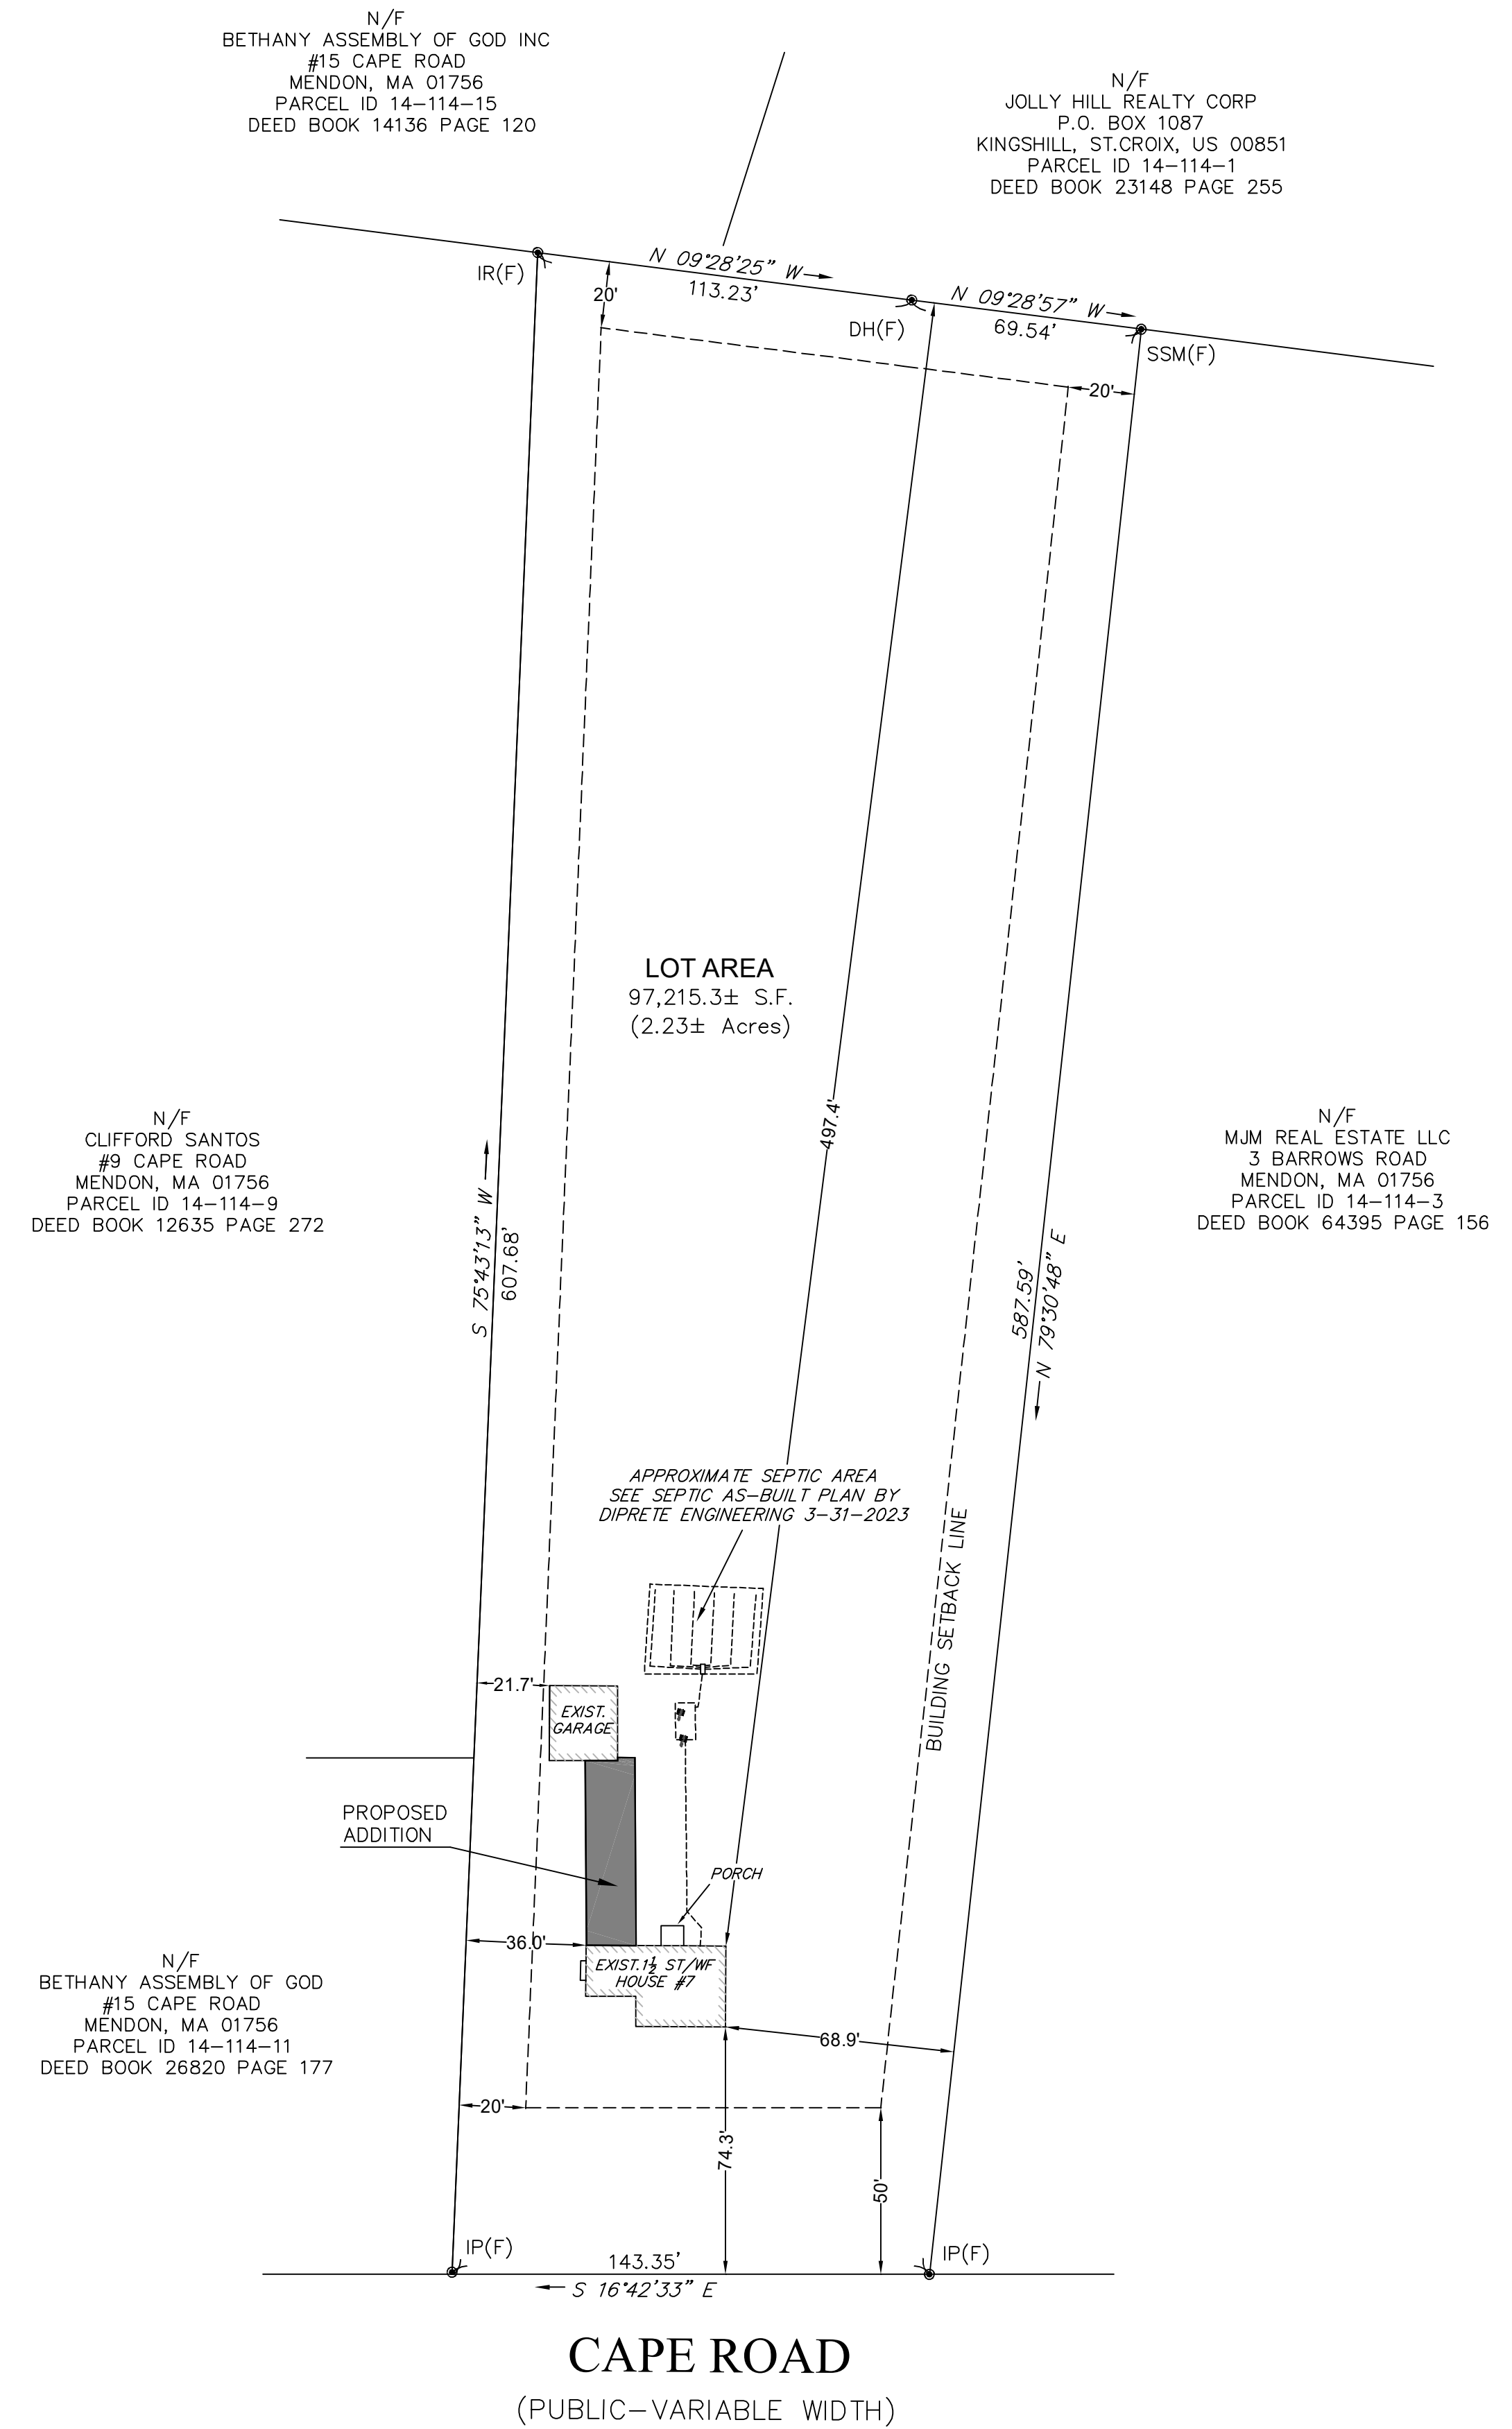 N/F
BETHANY ASSEMBLY OF GOD INC
#15 CAPE ROAD
MENDON, MA 01756
PARCEL ID 14-114-15
DEED BOOK 14136 PAGE 120
N/F
JOLLY HILL REALTY CORP
P.O. BOX 1087
KINGSHILL, ST.CROIX, US 00851
PARCEL ID 14-114-1
DEED BOOK 23148 PAGE 255
IR(F)
N 09°28'25" W
113.23'
20'
DH(F)
N 09°28'57" W
69.54'
SSM(F)
20'
LOT AREA
97,215.3± S.F.
(2.23± Acres)
497.4'
N/F
CLIFFORD SANTOS
#9 CAPE ROAD
MENDON, MA 01756
PARCEL ID 14-114-9
DEED BOOK 12635 PAGE 272
S 75°43'13" W
607.68'
587.59'
N 79°30'48" E
N/F
MJM REAL ESTATE LLC
3 BARROWS ROAD
MENDON, MA 01756
PARCEL ID 14-114-3
DEED BOOK 64395 PAGE 156
APPROXIMATE SEPTIC AREA
SEE SEPTIC AS-BUILT PLAN BY
DIPRETE ENGINEERING 3-31-2023
BUILDING SETBACK LINE
21.7'
EXIST.
GARAGE
PROPOSED
ADDITION
PORCH
36.0'
EXIST.1½ ST/WF
HOUSE #7
68.9'
N/F
BETHANY ASSEMBLY OF GOD
#15 CAPE ROAD
MENDON, MA 01756
PARCEL ID 14-114-11
DEED BOOK 26820 PAGE 177
20'
74.3'
50'
IP(F)
143.35'
IP(F)
S 16°42'33" E
CAPE ROAD
(PUBLIC-VARIABLE WIDTH)